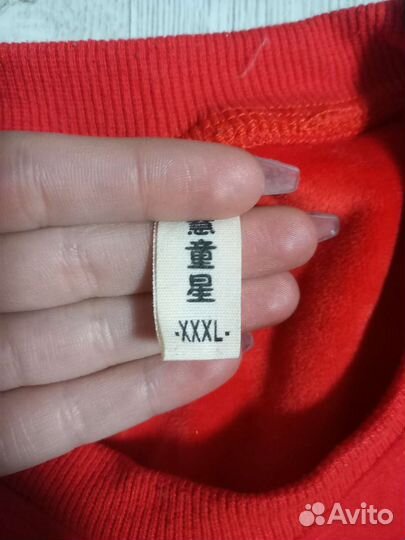 童
星
-XXXL-
Avito